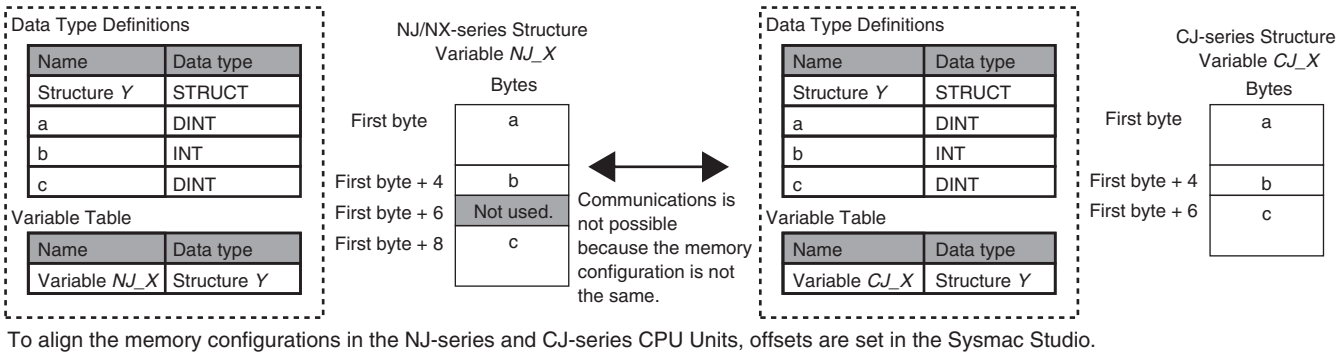 Data Type Definitions
Name Data type
Structure Y STRUCT
a DINT
b INT
c DINT
Variable Table
Name Data type
Variable NJ_X Structure Y
NJ/NX-series Structure
Variable NJ_X
Bytes
First byte a
First byte + 4 b
First byte + 6 Not used.
First byte + 8 c
Communications is
not possible
because the memory
configuration is not
the same.
Data Type Definitions
Name Data type
Structure Y STRUCT
a DINT
b INT
c DINT
Variable Table
Name Data type
Variable CJ_X Structure Y
CJ-series Structure
Variable CJ_X
Bytes
First byte a
First byte + 4 b
First byte + 6 c
To align the memory configurations in the NJ-series and CJ-series CPU Units, offsets are set in the Sysmac Studio.